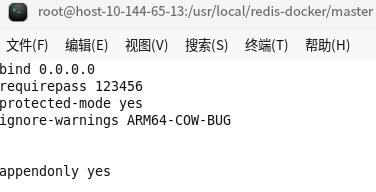 root@host-10-144-65-13:/usr/local/redis-docker/master
文件(F) 编辑(E) 视图(V) 搜索(S) 终端(T) 帮助(H)
bind 0.0.0.0
requirepass 123456
protected-mode yes
ignore-warnings ARM64-COW-BUG
appendonly yes